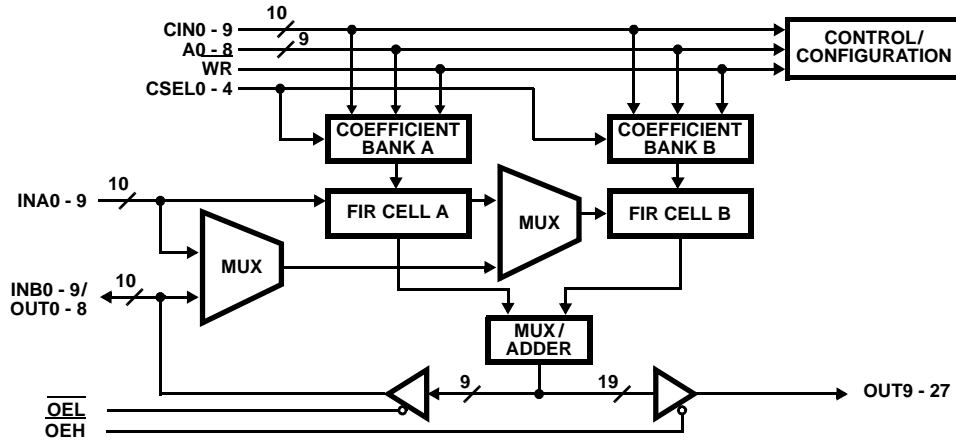 10
CIN0 - 9
9
A0 - 8
WR
CSEL0 - 4
CONTROL/
CONFIGURATION
COEFFICIENT
BANK A
COEFFICIENT
BANK B
10
INA0 - 9
FIR CELL A
MUX
FIR CELL B
MUX
10
INB0 - 9/
OUT0 - 8
MUX /
ADDER
9
19
OUT9 - 27
OEL
OEH